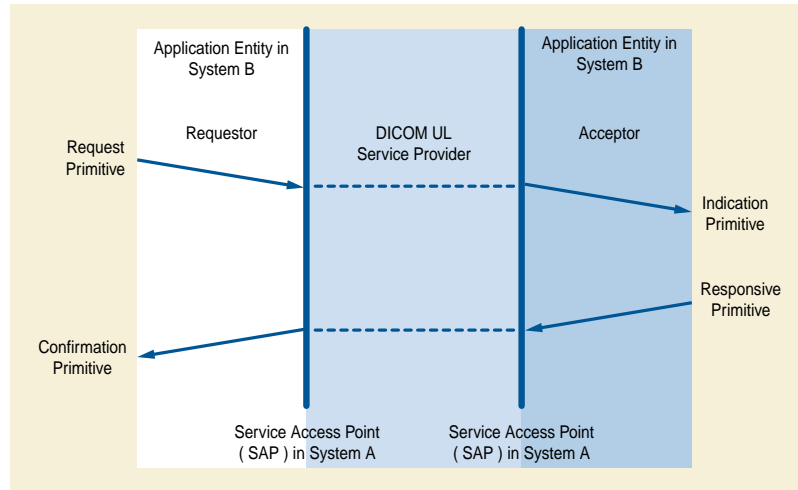 Application Entity in
System B
Application Entity in
System B
Requestor
DICOM UL
Service Provider
Acceptor
Request
Primitive
Indication
Primitive
Responsive
Primitive
Confirmation
Primitive
Service Access Point
( SAP ) in System A
Service Access Point
( SAP ) in System A